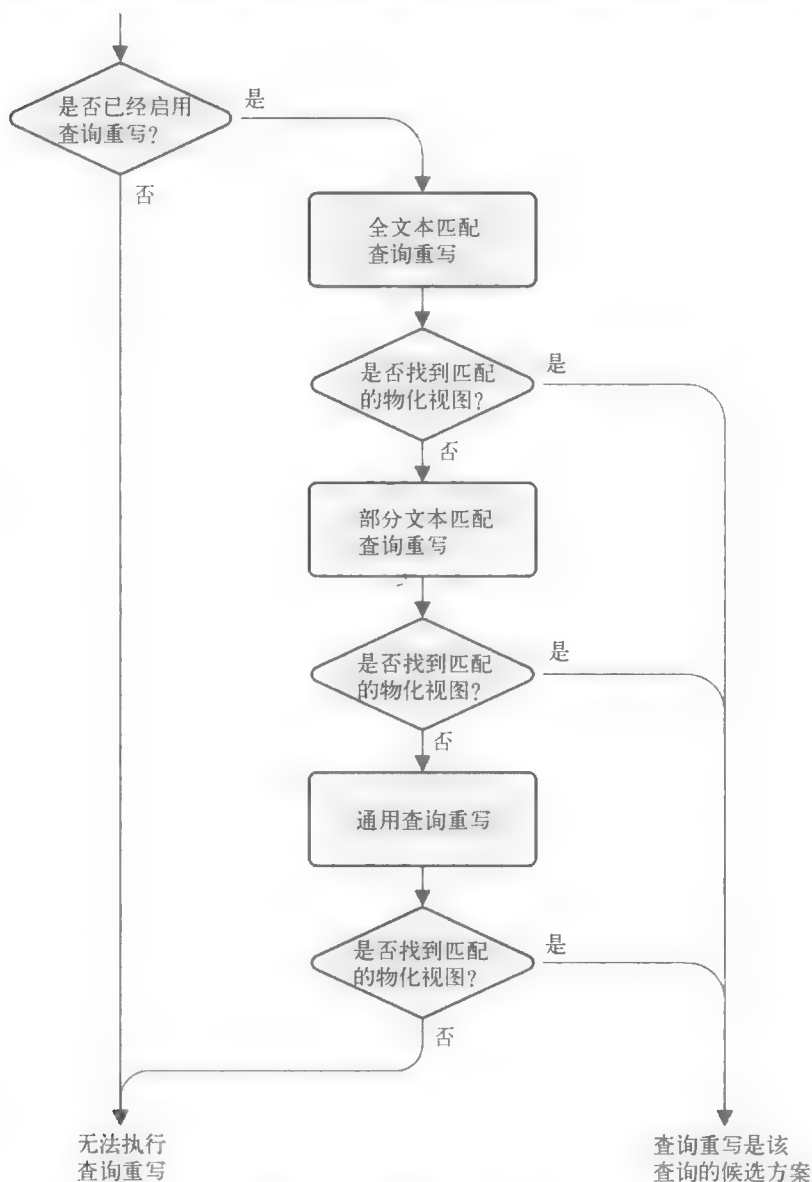 是否已经启用
查询重写?
是
否
全文本匹配
查询重写
是否找到匹配
的物化视图?
是
否
部分文本匹配
查询重写
是否找到匹配
的物化视图?
是
否
通用查询重写
是否找到匹配
的物化视图?
是
否
无法执行
查询重写
查询重写是该
查询的候选方案